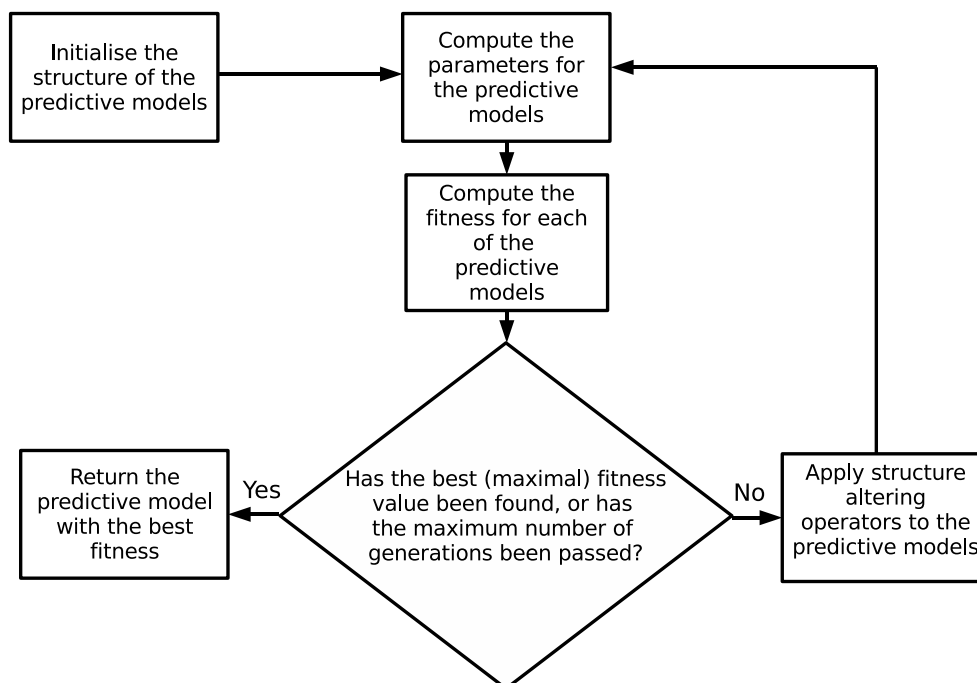 Initialise the
structure of the
predictive models
Compute the
parameters for
the predictive
models
Compute the
fitness for each
of the
predictive
models
Has the best (maximal) fitness
value been found, or has
the maximum number of
generations been passed?
Yes
Return the
predictive model
with the best
fitness
No
Apply structure
altering
operators to the
predictive models